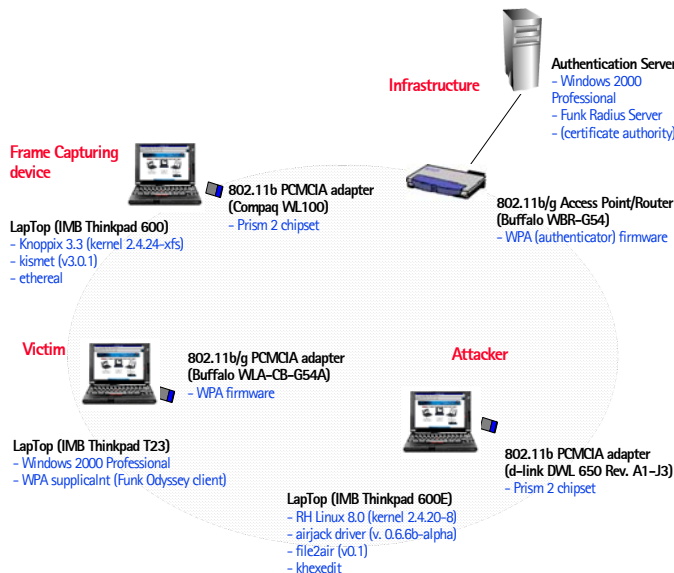 Infrastructure
Authentication Server
- Windows 2000
Professional
- Funk Radius Server
- (certificate authority)
Frame Capturing
device
802.11b PCMCIA adapter
(Compaq WL100)
- Prism 2 chipset
LapTop (IMB Thinkpad 600)
- Knoppix 3.3 (kernel 2.4.24-xfs)
- kismet (v3.0.1)
- ethereal
802.11b/g Access Point/Router
(Buffalo WBR-G54)
- WPA (authenticator) firmware
Victim
802.11b/g PCMCIA adapter
(Buffalo WLA-CB-G54A)
- WPA firmware
LapTop (IMB Thinkpad T23)
- Windows 2000 Professional
- WPA supplicaInt (Funk Odyssey client)
Attacker
802.11b PCMCIA adapter
(d-link DWL 650 Rev. A1-J3)
- Prism 2 chipset
LapTop (IMB Thinkpad 600E)
- RH Linux 8.0 (kernel 2.4.20-8)
- airjack driver (v. 0.6.6b-alpha)
- file2air (v0.1)
- khexedit